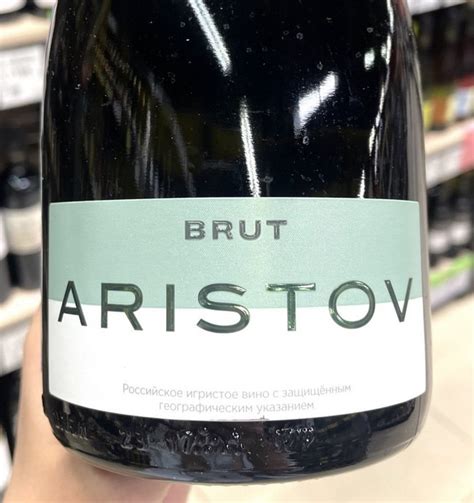 BRUT
ARISTOV
Российское игристое вино с защищённым
географическим указанием